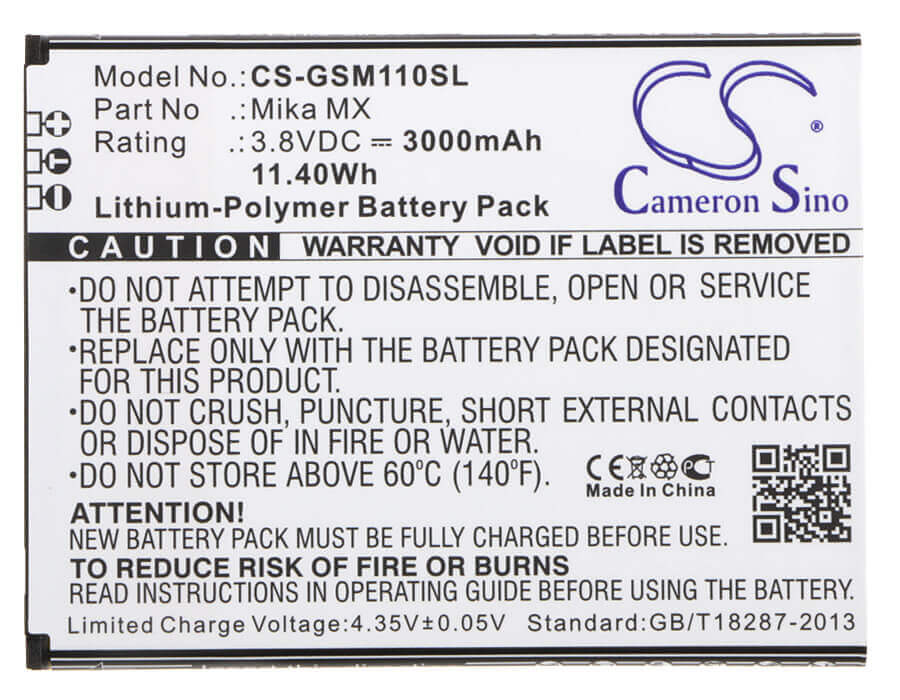 Model No.: CS-GSM110SL
Part No :Mika MX
Rating :3.8VDC ⎓ 3000mAh
11.40Wh
Lithium-Polymer Battery Pack
CS
®
Cameron Sino
CAUTION WARRANTY VOID IF LABEL IS REMOVED
•DO NOT ATTEMPT TO DISASSEMBLE, OPEN OR SERVICE
THE BATTERY PACK.
•REPLACE ONLY WITH THE BATTERY PACK DESIGNATED
FOR THIS PRODUCT.
•DO NOT CRUSH, PUNCTURE, SHORT EXTERNAL CONTACTS
OR DISPOSE OF IN FIRE OR WATER.
•DO NOT STORE ABOVE 60°C (140°F).
CE PCT
Made In China
ATTENTION!
NEW BATTERY PACK MUST BE FULLY CHARGED BEFORE USE.
TO REDUCE RISK OF FIRE OR BURNS
READ INSTRUCTIONS IN OPERATING GUIDE BEFORE USING THE BATTERY.
Limited Charge Voltage:4.35V±0.05V Standard:GB/T18287-2013